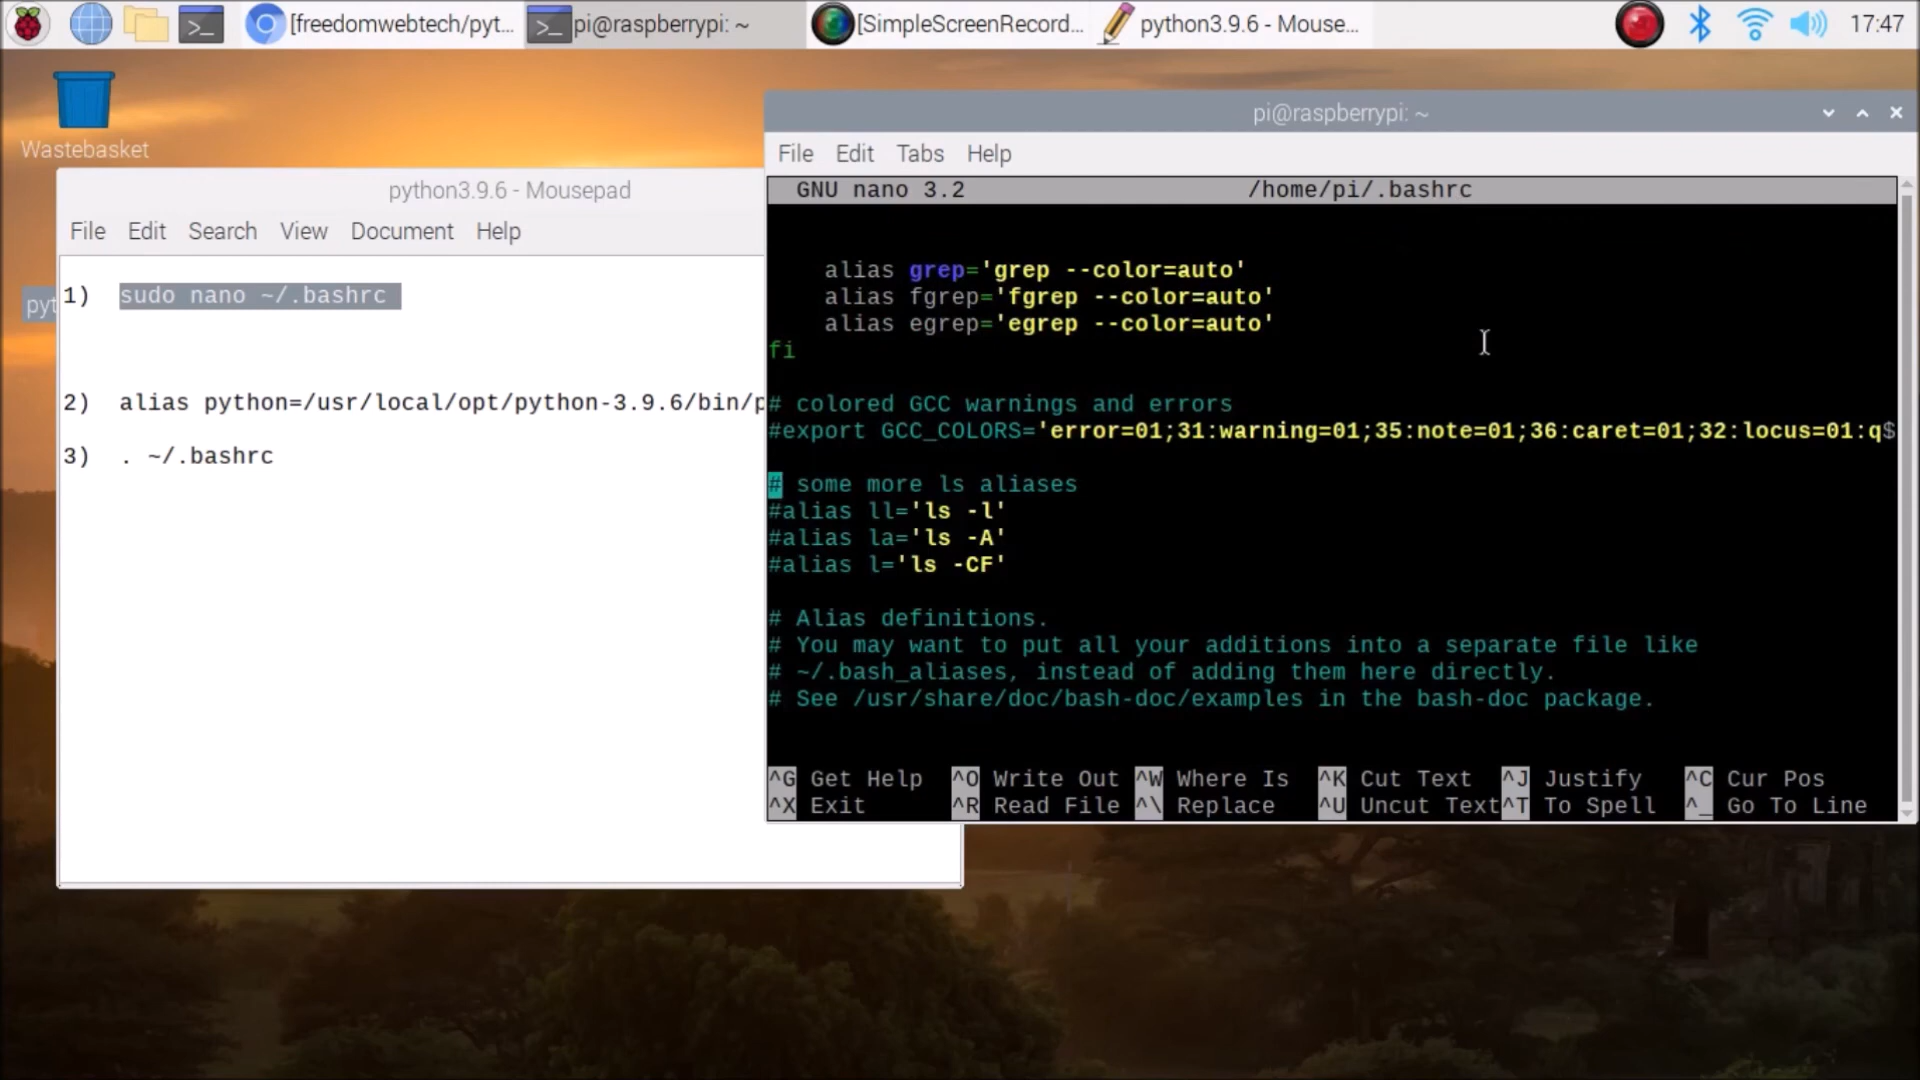 [freedomwebtech/pyt...
pi@raspberrypi: ~
[SimpleScreenRecord...
python3.9.6 - Mouse...
17:47
Wastebasket
pyt
python3.9.6 - Mousepad
File Edit Search View Document Help
1) sudo nano ~/.bashrc
2) alias python=/usr/local/opt/python-3.9.6/bin/p
3) . ~/.bashrc
pi@raspberrypi: ~
File Edit Tabs Help
GNU nano 3.2 /home/pi/.bashrc
alias grep='grep --color=auto'
alias fgrep='fgrep --color=auto'
alias egrep='egrep --color=auto'
fi
# colored GCC warnings and errors
#export GCC_COLORS='error=01;31:warning=01;35:note=01;36:caret=01;32:locus=01:q$
# some more ls aliases
#alias ll='ls -l'
#alias la='ls -A'
#alias l='ls -CF'
# Alias definitions.
# You may want to put all your additions into a separate file like
# ~/.bash_aliases, instead of adding them here directly.
# See /usr/share/doc/bash-doc/examples in the bash-doc package.
^G Get Help ^O Write Out ^W Where Is ^K Cut Text ^J Justify ^C Cur Pos
^X Exit ^R Read File ^\ Replace ^U Uncut Text ^T To Spell ^_ Go To Line